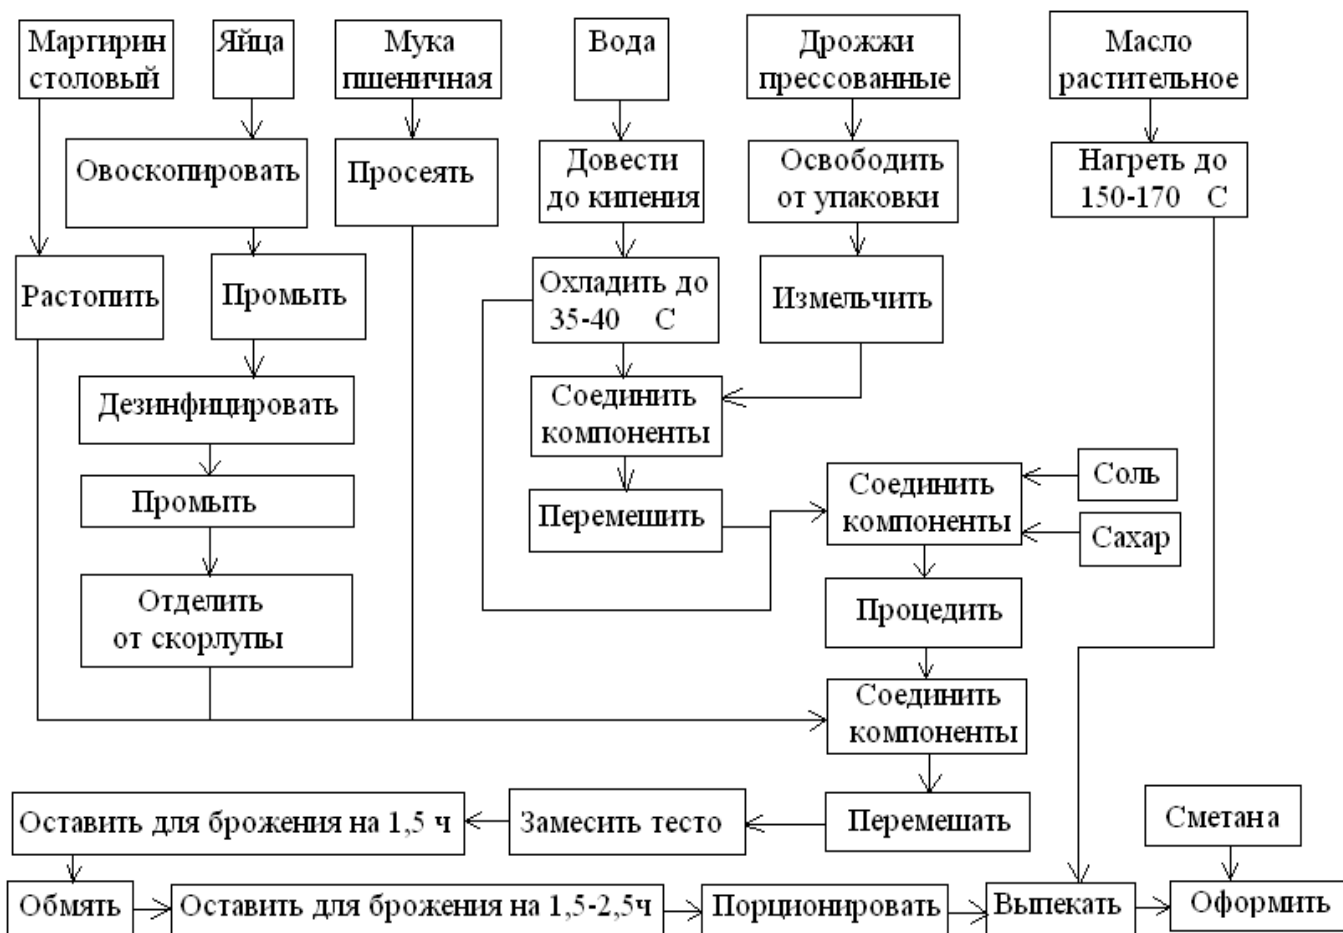 Маргирин
столовый
Яйца
Мука
пшеничная
Вода
Дрожжи
прессованные
Масло
растительное
Овоскопировать
Просеять
Довести
до кипения
Освободить
от упаковки
Нагреть до
150-170 С
Растопить
Промыть
Охладить до
35-40 С
Измельчить
Дезинфицировать
Соединить
компоненты
Промыть
Перемешить
Соединить
компоненты
Соль
Сахар
Отделить
от скорлупы
Процедить
Соединить
компоненты
Оставить для брожения на 1,5 ч
Замесить тесто
Перемешать
Сметана
Обмять
Оставить для брожения на 1,5-2,5ч
Порционировать
Выпекать
Оформить